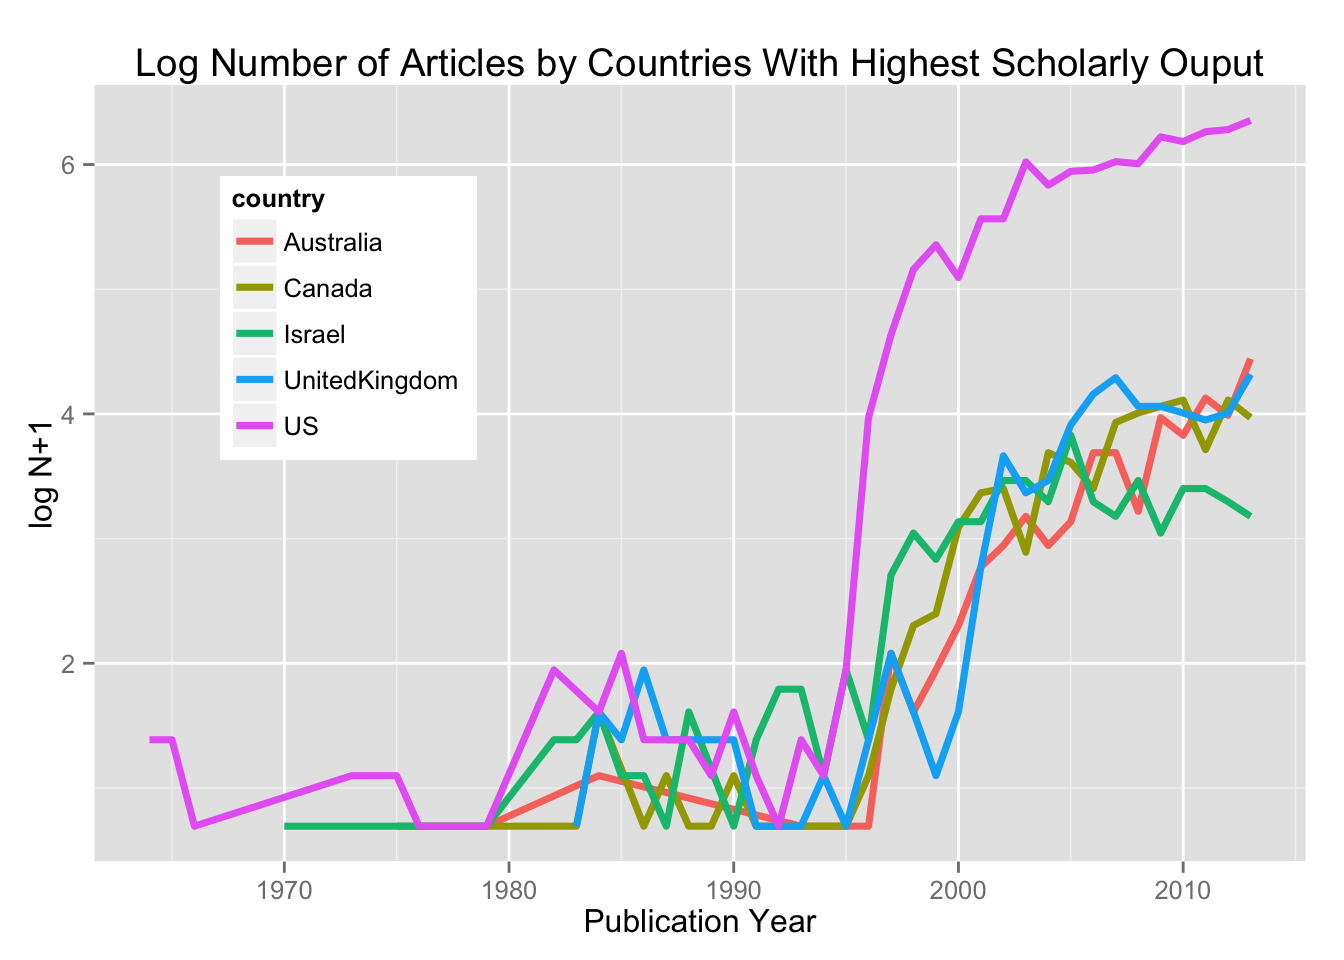 Log Number of Articles by Countries With Highest Scholarly Ouput
6
4
2
log N+1
country
Australia
Canada
Israel
UnitedKingdom
US
1970 1980 1990 2000 2010
Publication Year